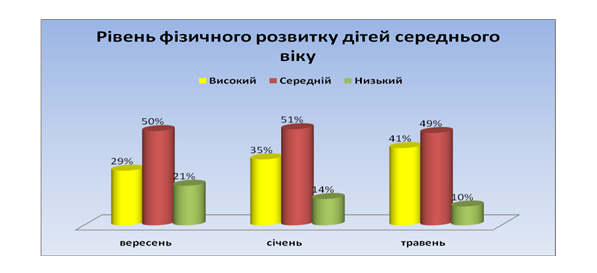 Рівень фізичного розвитку дітей середнього
віку
Високий Середній Низький
29% 50% 21% 35% 51% 14% 41% 49% 10%
вересень січень травень